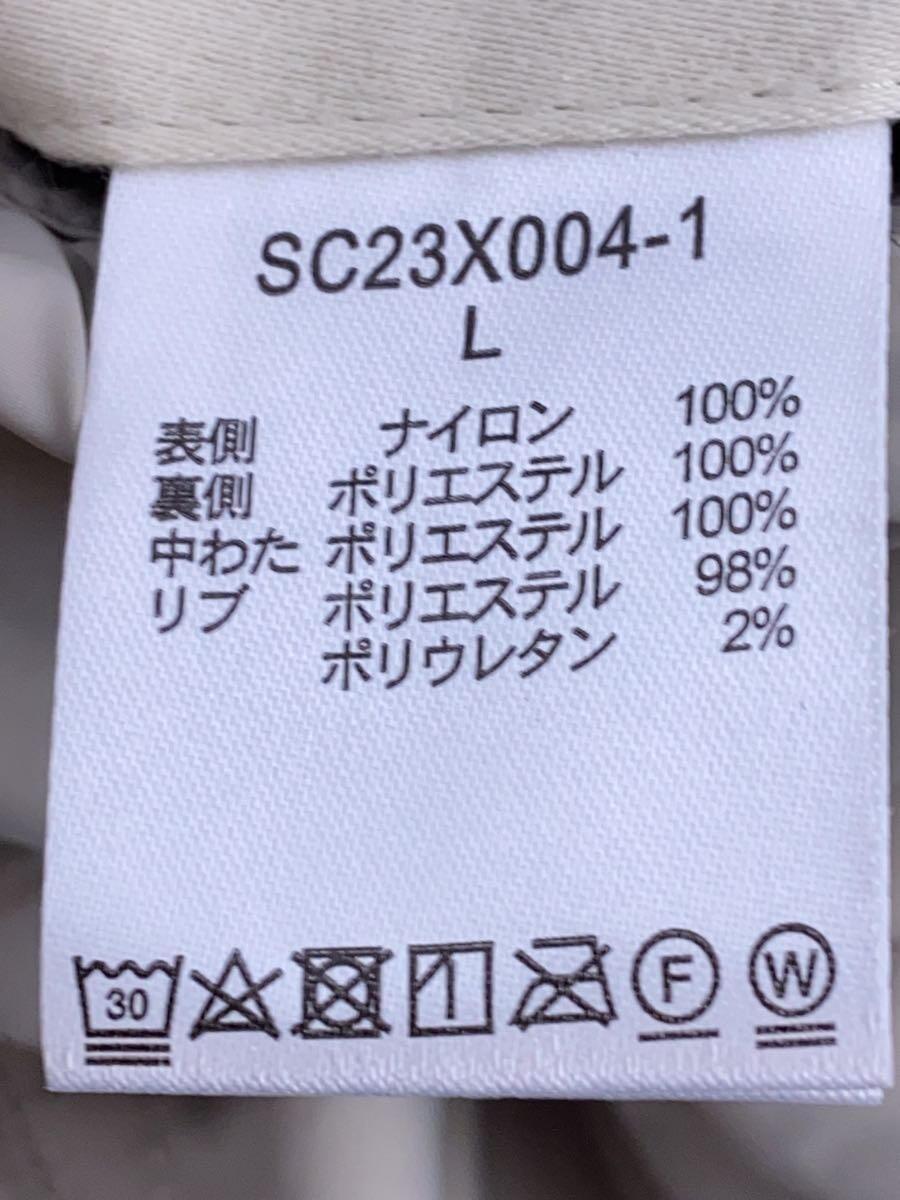 SC23X004-1
L
表側 ナイロン 100%
裏側 ポリエステル 100%
中わた ポリエステル 100%
リブ ポリエステル 98%
ポリウレタン 2%
30 F W